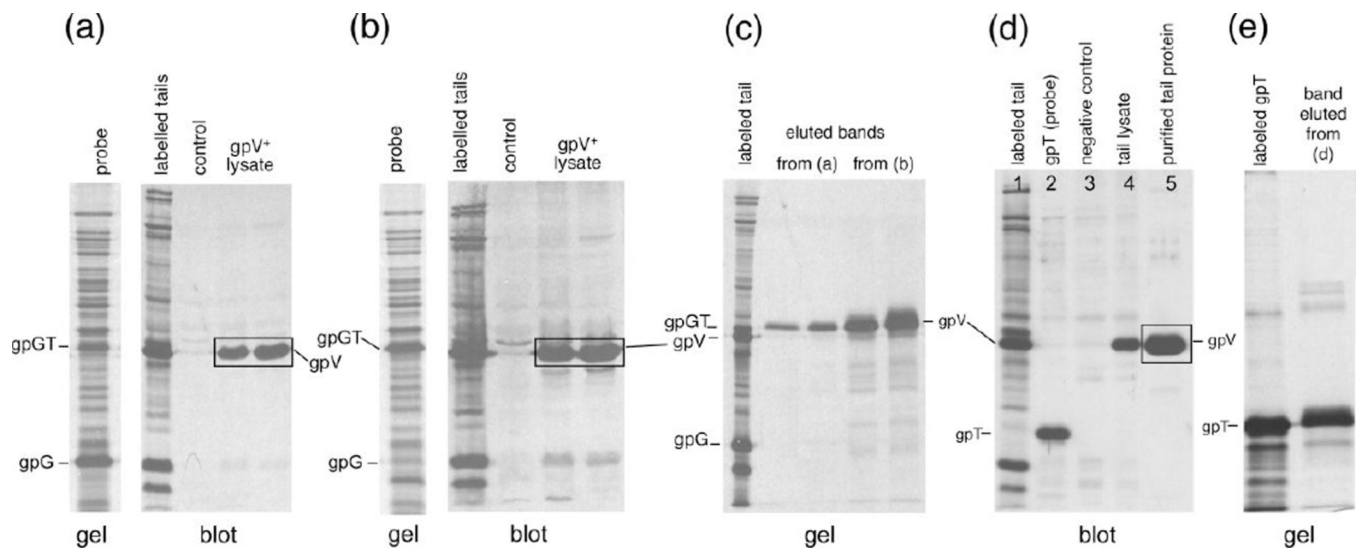 (a)
(b)
(c)
(d)
(e)
probe
labelled tails
control
gpV+
lysate
probe
labelled tails
control
gpV+
lysate
labeled tail
eluted bands
from (a)
from (b)
labeled tail
gpT (probe)
negative control
tail lysate
purified tail protein
labeled gpT
band
eluted
from
(d)
1
2
3
4
5
gpGT
gpV
gpG
gpGT
gpG
gpGT
gpV
gpG
gpV
gpV
gpT
gpT
gel
blot
gel
blot
gel
blot
gel